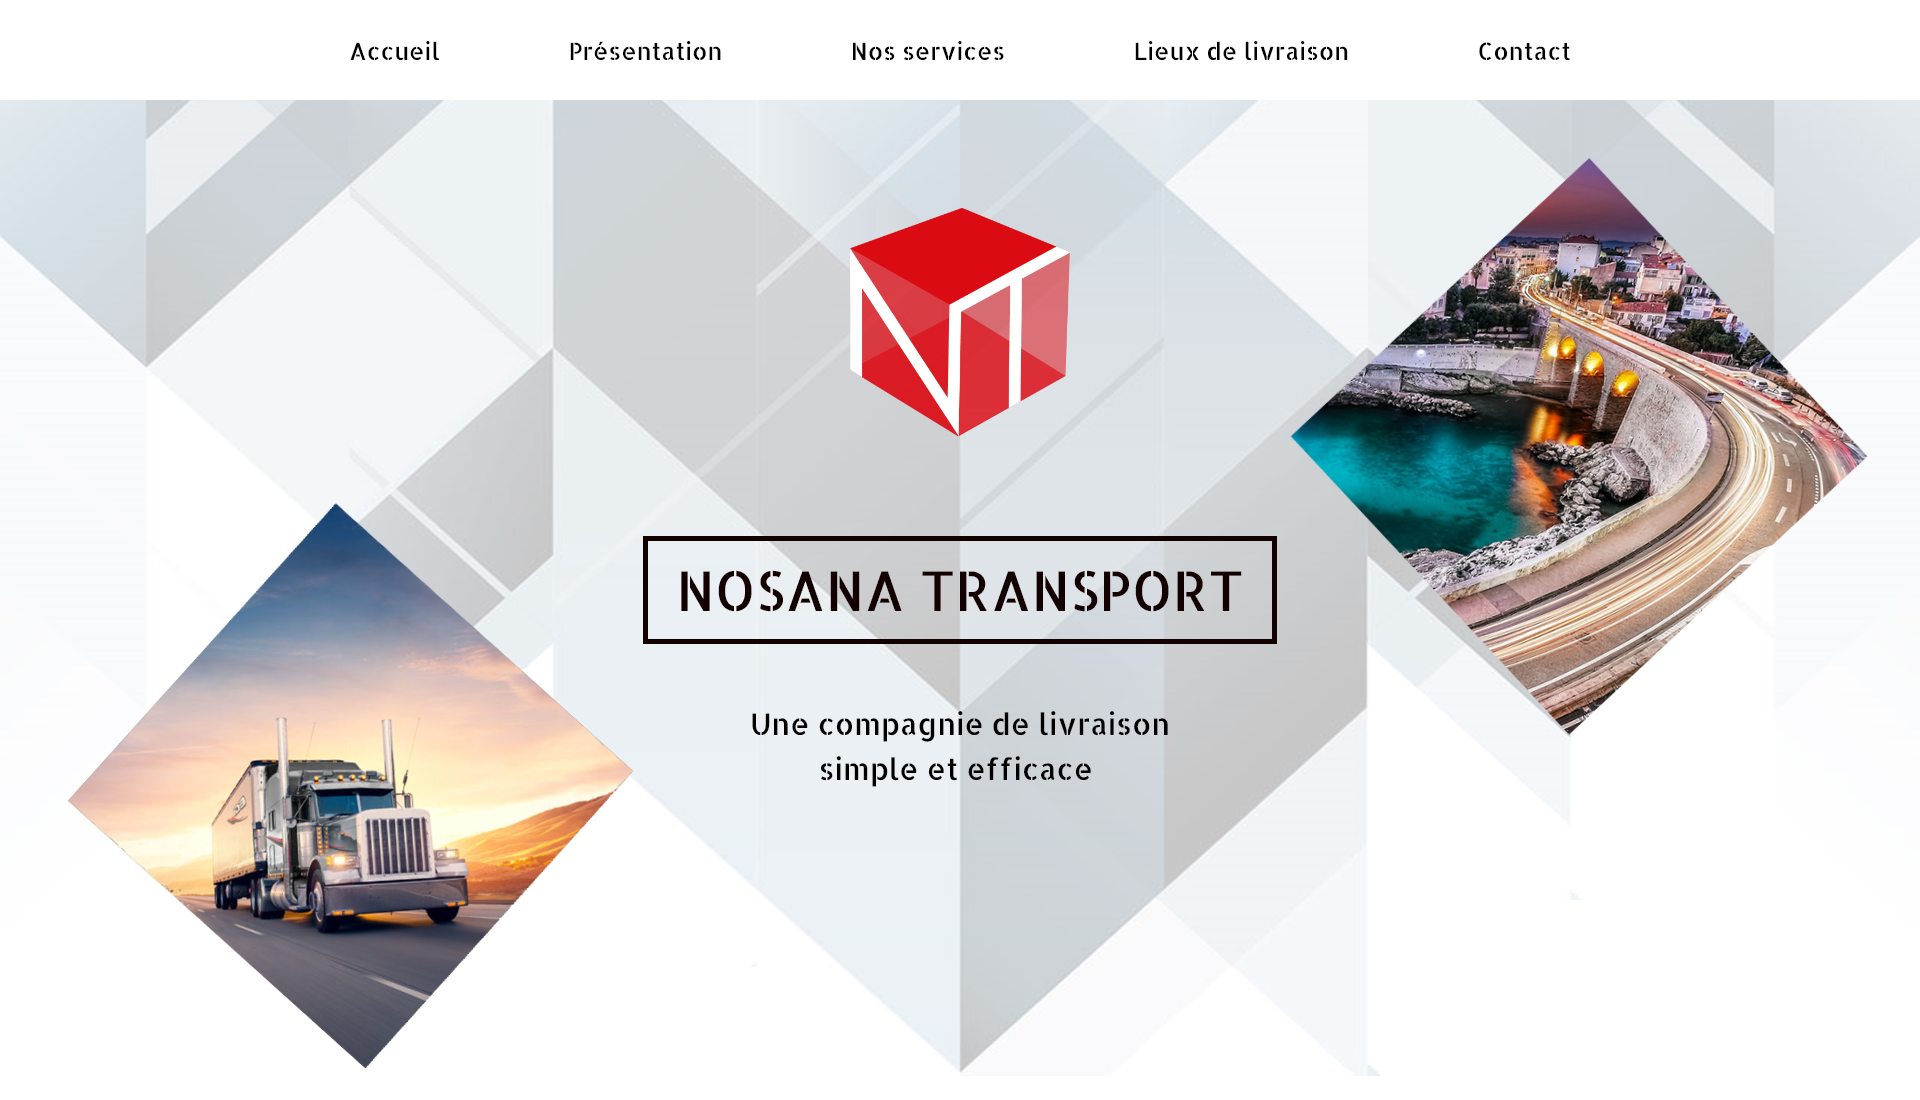 Accueil
Présentation
Nos services
Lieux de livraison
Contact
NT
NOSANA TRANSPORT
Une compagnie de livraison
simple et efficace